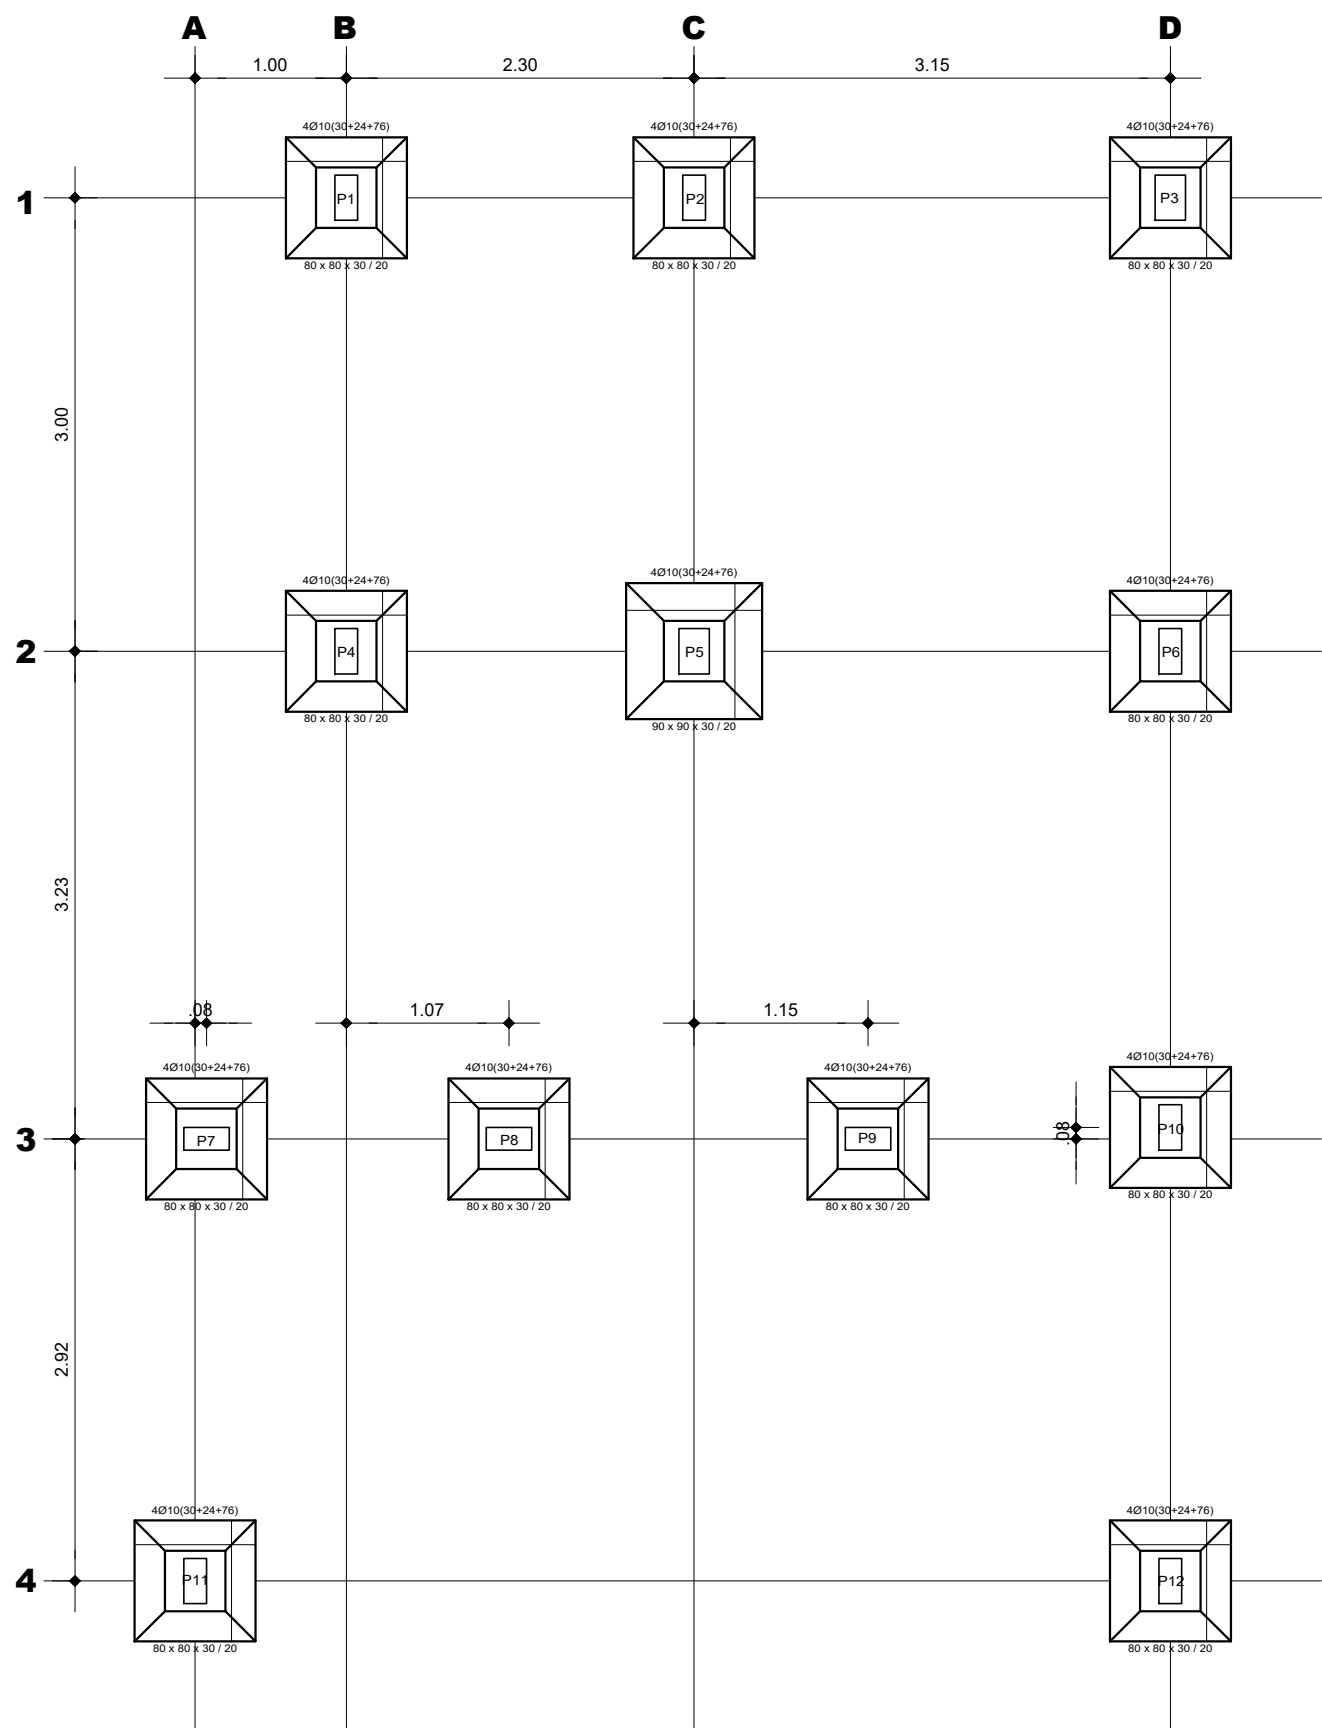 A B C D
1.00 2.30 3.15
4Ø10(30+24+76) 4Ø10(30+24+76) 4Ø10(30+24+76)
1 P1 P2 P3
80 x 80 x 30 / 20 80 x 80 x 30 / 20 80 x 80 x 30 / 20
3.00
4Ø10(30+24+76) 4Ø10(30+24+76) 4Ø10(30+24+76)
2 P4 P5 P6
80 x 80 x 30 / 20 90 x 90 x 30 / 20 80 x 80 x 30 / 20
3.23
.08 1.07 1.15
4Ø10(30+24+76) 4Ø10(30+24+76) 4Ø10(30+24+76) 4Ø10(30+24+76)
3 P7 P8 P9 .08 P10
80 x 80 x 30 / 20 80 x 80 x 30 / 20 80 x 80 x 30 / 20 80 x 80 x 30 / 20
2.92
4Ø10(30+24+76) 4Ø10(30+24+76)
4 P11 P12
80 x 80 x 30 / 20 80 x 80 x 30 / 20